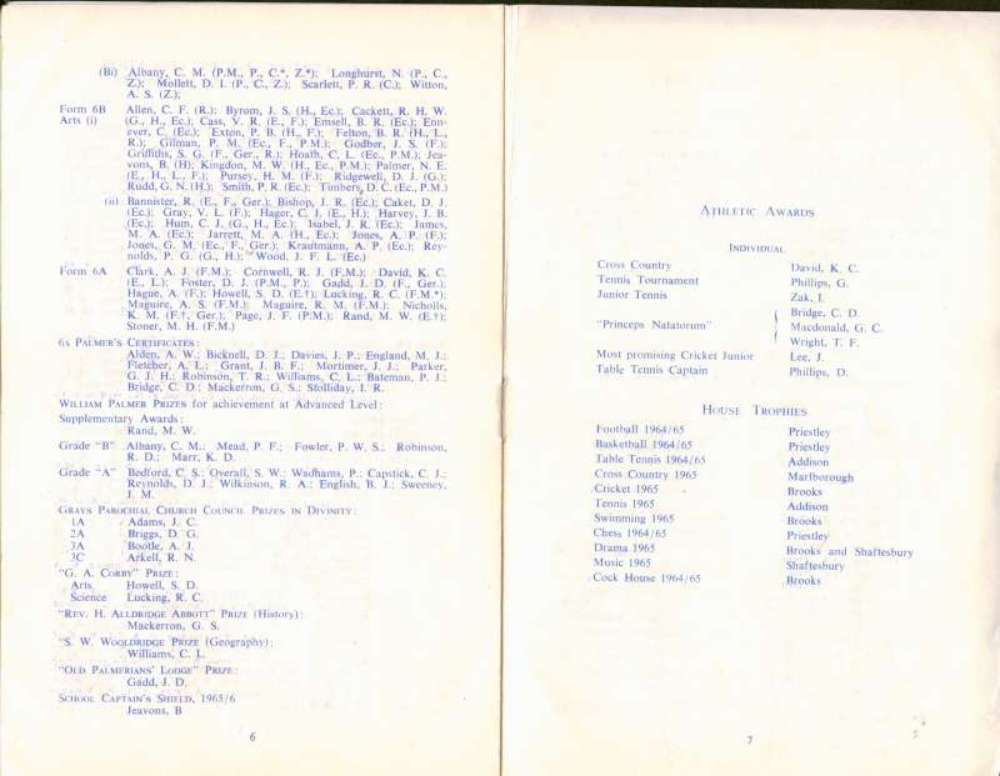 (Bi) Albany, C. M. (P.M., P., C.*, Z.*); Longhurst, N. (P., C.,
Z.); Mollett, D. I. (P., C., Z.); Scarlett, P. R. (C.); Witton,
A. S. (Z.);
Form 6B Allen, C. F. (R.); Byrom, J. S. (H., Ec.); Cackett, R. H. W.
Arts (i) (G., H., Ec.); Cass, V. R. (E., F.); Emsell, B. R. (Ec.); Enn-
ever, C. (Ec.); Exton, P. B. (H., F.); Felton, B. R. (H., L.,
R.); Gilman, P. M. (Ec., F., P.M.); Godber, J. S. (F.);
Griffiths, S. G. (F., Ger., R.); Hoath, C. L. (Ec., P.M.); Jea-
vons, B. (H); Kingdon, M. W. (H., Ec., P.M.); Palmer, N. E.
(E., H., L., F.); Pursey, H. M. (F.); Ridgewell, D. J. (G.);
Rudd, G. N. (H.); Smith, P. R. (Ec.); Timbers, D. C. (Ec., P.M.)
(ii) Bannister, R. (E., F., Ger.); Bishop, J. R. (Ec.); Caket, D. J.
(Ec.); Gray, V. L. (F.); Hager, C. J. (E., H.); Harvey, J. B.
(Ec.); Hum, C. J. (G., H., Ec.); Isabel, J. R. (Ec.); James,
M. A. (Ec.); Jarrett, M. A. (H., Ec.); Jones, A. P. (F.);
Jones, G. M. (Ec., F., Ger.); Krautmann, A. P. (Ec.); Rey-
nolds, P. G. (G., H.); Wood, J. F. L. (Ec.)
Form 6A Clark, A. J. (F.M.); Cornwell, R. J. (F.M.); David, K. C.
(E., L.); Foster, D. J. (P.M., P.); Gadd, J. D. (F., Ger.);
Hague, A. (F.); Howell, S. D. (E.†); Lucking, R. C. (F.M.*);
Maguire, A. S. (F.M.); Maguire, R. M. (F.M.); Nicholls,
K. M. (F.†, Ger.); Page, J. F. (P.M.); Rand, M. W. (E.†);
Stoner, M. H. (F.M.)
6A PALMER'S CERTIFICATES:
Alden, A. W.; Bicknell, D. J.; Davies, J. P.; England, M. J.;
Fletcher, A. L.; Grant, J. B. F.; Mortimer, J. J.; Parker,
G. J. H.; Robinson, T. R.; Williams, C. L.; Bateman, P. J.;
Bridge, C. D.; Mackerron, G. S.; Stolliday, I. R.
WILLIAM PALMER PRIZES for achievement at Advanced Level:
Supplementary Awards:
Rand, M. W.
Grade "B" Albany, C. M.; Mead, P. F.; Fowler, P. W. S.; Robinson,
R. D.; Marr, K. D.
Grade "A" Bedford, C. S.; Overall, S. W.; Wadhams, P.; Capstick, C. J.;
Reynolds, D. J.; Wilkinson, R. A.; English, B. J.; Sweeney,
J. M.
GRAYS PAROCHIAL CHURCH COUNCIL PRIZES IN DIVINITY:
1A Adams, J. C.
2A Briggs, D. G.
3A Bootle, A. J.
3C Arkell, R. N.
"G. A. CORBY" PRIZE:
Arts Howell, S. D.
Science Lucking, R. C.
"REV. H. ALLDRIDGE ABBOTT" PRIZE (History):
Mackerron, G. S.
"S. W. WOOLDRIDGE PRIZE (Geography):
Williams, C. L.
"OLD PALMERIANS' LODGE" PRIZE:
Gadd, J. D.
SCHOOL CAPTAIN'S SHIELD, 1965/6
Jeavons, B
6
ATHLETIC AWARDS
INDIVIDUAL
Cross Country David, K. C.
Tennis Tournament Phillips, G.
Junior Tennis Zak, I.
"Princeps Natatorum" { Bridge, C. D.
Macdonald, G. C.
Wright, T. F.
Most promising Cricket Junior Lee, J.
Table Tennis Captain Phillips, D.
HOUSE TROPHIES
Football 1964/65 Priestley
Basketball 1964/65 Priestley
Table Tennis 1964/65 Addison
Cross Country 1965 Marlborough
Cricket 1965 Brooks
Tennis 1965 Addison
Swimming 1965 Brooks
Chess 1964/65 Priestley
Drama 1965 Brooks and Shaftesbury
Music 1965 Shaftesbury
Cock House 1964/65 Brooks
7